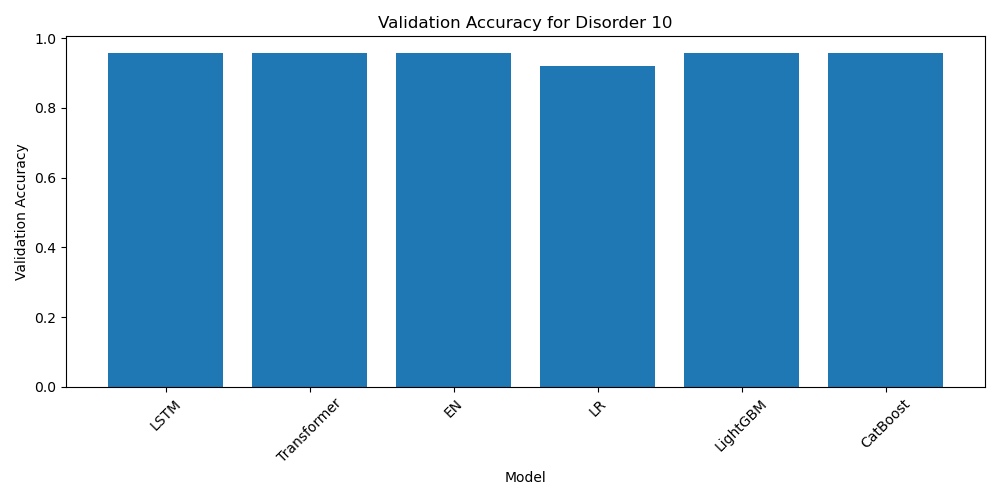 Validation Accuracy for Disorder 10
Validation Accuracy
1.0
0.8
0.6
0.4
0.2
0.0
LSTM
Transformer
EN
LR
LightGBM
CatBoost
Model